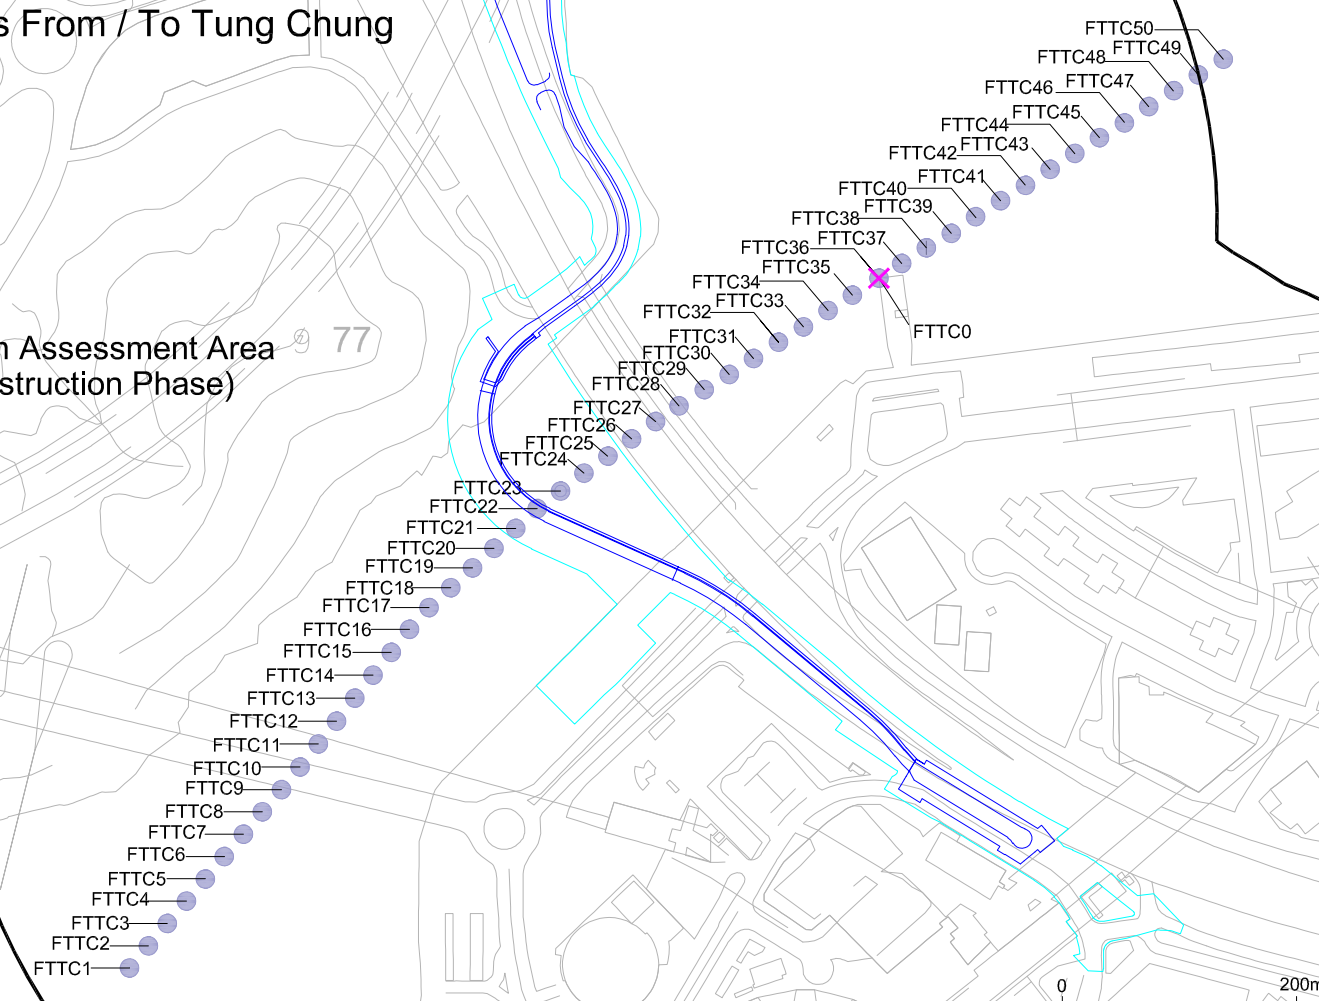 s From / To Tung Chung
FTTC50
FTTC49
FTTC48
FTTC47
FTTC46
FTTC45
FTTC44
FTTC43
FTTC42
FTTC41
FTTC40
FTTC39
FTTC38
FTTC37
FTTC36
FTTC35
FTTC34
FTTC33
FTTC32
FTTC0
FTTC31
77
Assessment Area
FTTC30
FTTC29
struction Phase)
FTTC28
FTTC27
FTTC26
FTTC25
FTTC24
FTTC23
FTTC22
FTTC21
FTTC20
FTTC19
FTTC18
FTTC17
FTTC16
FTTC15
FTTC14
FTTC13
FTTC12
FTTC11
FTTC10
FTTC9
FTTC8
FTTC7
FTTC6
FTTC5
FTTC4
FTTC3
FTTC2
FTTC1
0 200m